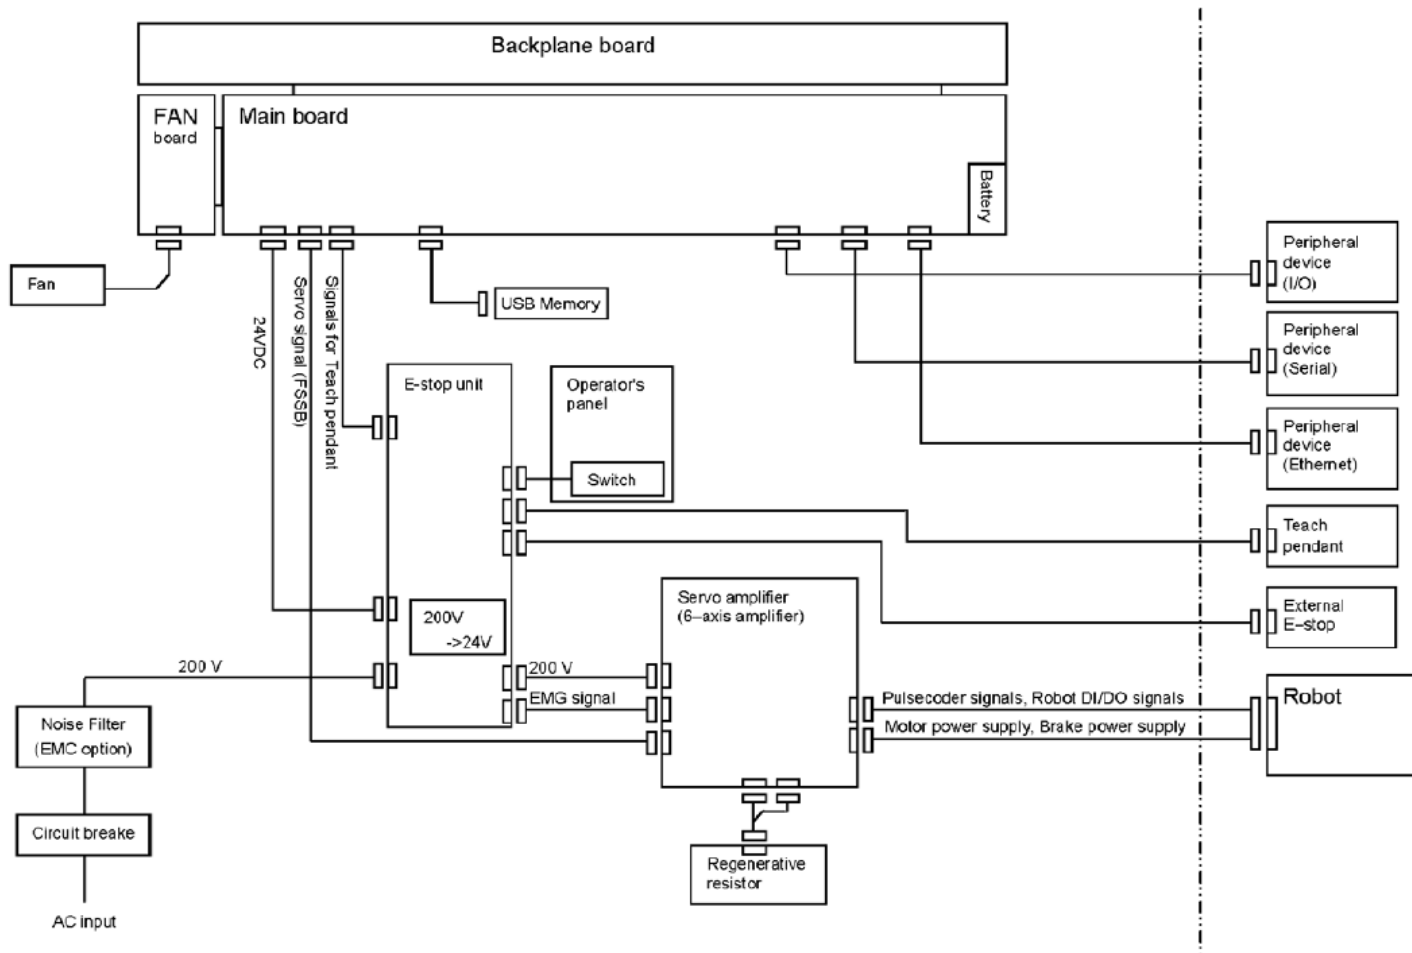 Backplane board
FAN
board
Main board
Battery
Fan
24VDC
Servo signal (FSSB)
Signals for Teach pendant
USB Memory
Peripheral
device
(I/O)
Peripheral
device
(Serial)
Peripheral
device
(Ethernet)
E-stop unit
Operator's
panel
Switch
Teach
pendant
External
E-stop
200V
->24V
Servo amplifier
(6-axis amplifier)
200 V
200 V
EMG signal
Pulsecoder signals, Robot DI/DO signals
Motor power supply, Brake power supply
Robot
Noise Filter
(EMC option)
Circuit breake
AC input
Regenerative
resistor